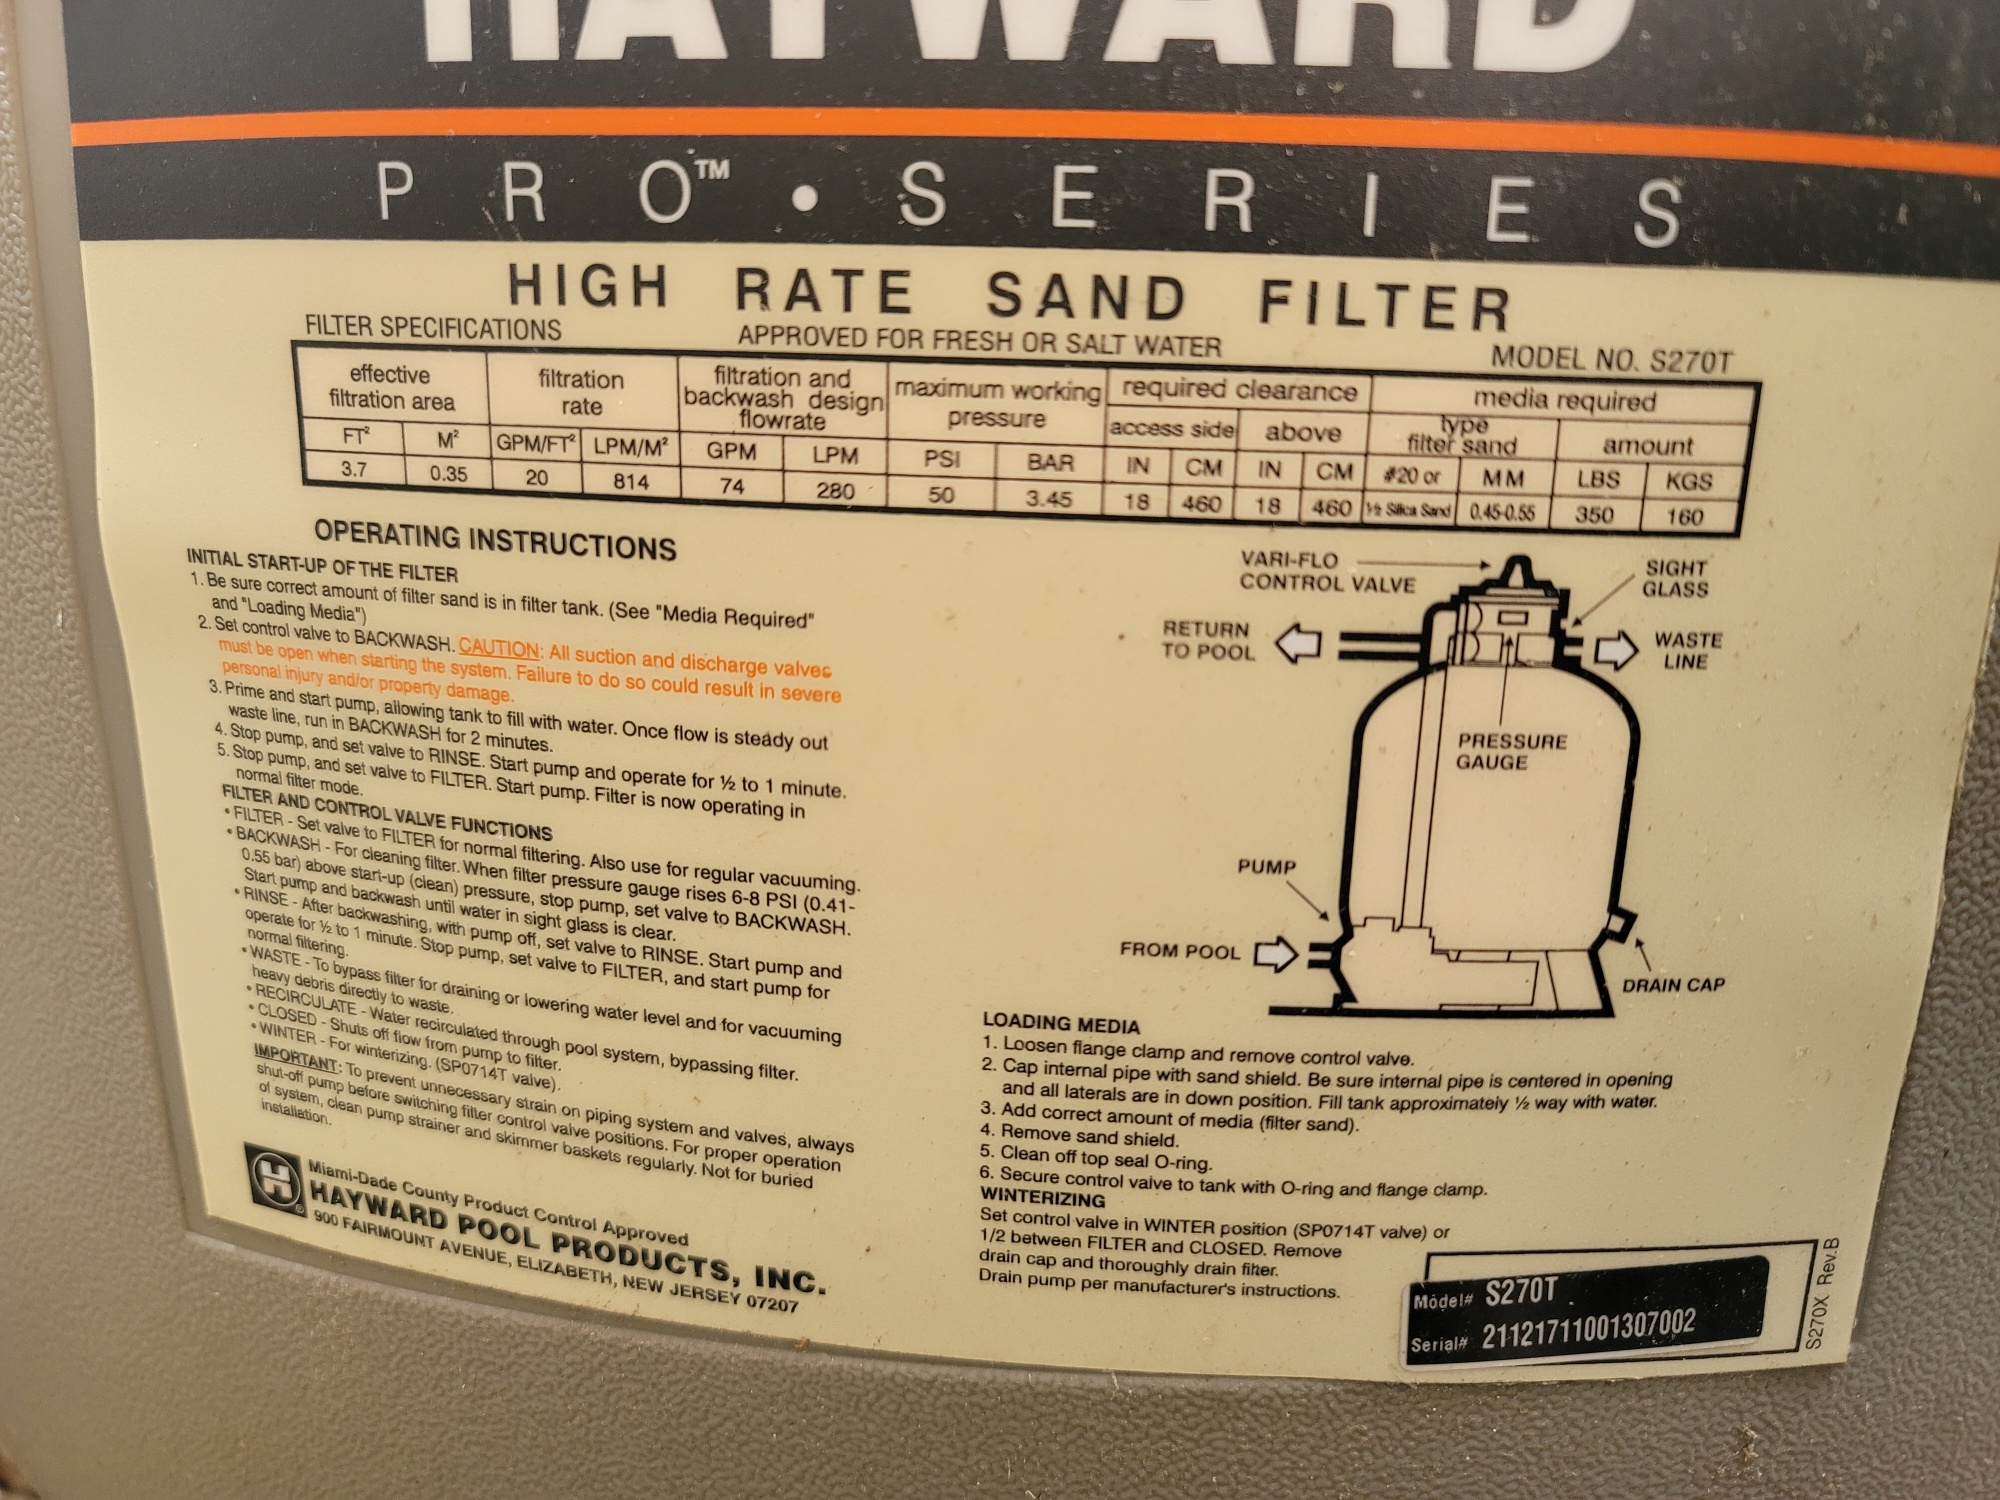 HAYWARD
PRO™ • SERIES
HIGH RATE SAND FILTER
FILTER SPECIFICATIONS
APPROVED FOR FRESH OR SALT WATER
MODEL NO. S270T
effective filtration area
filtration rate
filtration and backwash design flowrate
maximum working pressure
required clearance
media required
access side
above
type filter sand
amount
FT² M² GPM/FT² LPM/M² GPM LPM PSI BAR IN CM IN CM #20 or MM LBS KGS
3.7 0.35 20 814 74 280 50 3.45 18 460 18 460 ½ Silica Sand 0.45-0.55 350 160
OPERATING INSTRUCTIONS
INITIAL START-UP OF THE FILTER
1. Be sure correct amount of filter sand is in filter tank. (See "Media Required"
and "Loading Media")
2. Set control valve to BACKWASH. CAUTION: All suction and discharge valves
must be open when starting the system. Failure to do so could result in severe
personal injury and/or property damage.
3. Prime and start pump, allowing tank to fill with water. Once flow is steady out
waste line, run in BACKWASH for 2 minutes.
4. Stop pump, and set valve to RINSE. Start pump and operate for ½ to 1 minute.
5. Stop pump, and set valve to FILTER. Start pump. Filter is now operating in
normal filter mode.
FILTER AND CONTROL VALVE FUNCTIONS
• FILTER - Set valve to FILTER for normal filtering. Also use for regular vacuuming.
• BACKWASH - For cleaning filter. When filter pressure gauge rises 6-8 PSI (0.41-
0.55 bar) above start-up (clean) pressure, stop pump, set valve to BACKWASH.
Start pump and backwash until water in sight glass is clear.
• RINSE - After backwashing, with pump off, set valve to RINSE. Start pump and
operate for ½ to 1 minute. Stop pump, set valve to FILTER, and start pump for
normal filtering.
• WASTE - To bypass filter for draining or lowering water level and for vacuuming
heavy debris directly to waste.
• RECIRCULATE - Water recirculated through pool system, bypassing filter.
• CLOSED - Shuts off flow from pump to filter.
• WINTER - For winterizing. (SP0714T valve).
IMPORTANT: To prevent unnecessary strain on piping system and valves, always
shut-off pump before switching filter control valve positions. For proper operation
of system, clean pump strainer and skimmer baskets regularly. Not for buried
installation.
Miami-Dade County Product Control Approved
H®
HAYWARD POOL PRODUCTS, INC.
900 FAIRMOUNT AVENUE, ELIZABETH, NEW JERSEY 07207
VARI-FLO
CONTROL VALVE
SIGHT
GLASS
RETURN
TO POOL
WASTE
LINE
PRESSURE
GAUGE
PUMP
FROM POOL
DRAIN CAP
LOADING MEDIA
1. Loosen flange clamp and remove control valve.
2. Cap internal pipe with sand shield. Be sure internal pipe is centered in opening
and all laterals are in down position. Fill tank approximately ½ way with water.
3. Add correct amount of media (filter sand).
4. Remove sand shield.
5. Clean off top seal O-ring.
6. Secure control valve to tank with O-ring and flange clamp.
WINTERIZING
Set control valve in WINTER position (SP0714T valve) or
1/2 between FILTER and CLOSED. Remove
drain cap and thoroughly drain filter.
Drain pump per manufacturer's instructions.
Model# S270T
Serial# 21121711001307002
S270X Rev.B